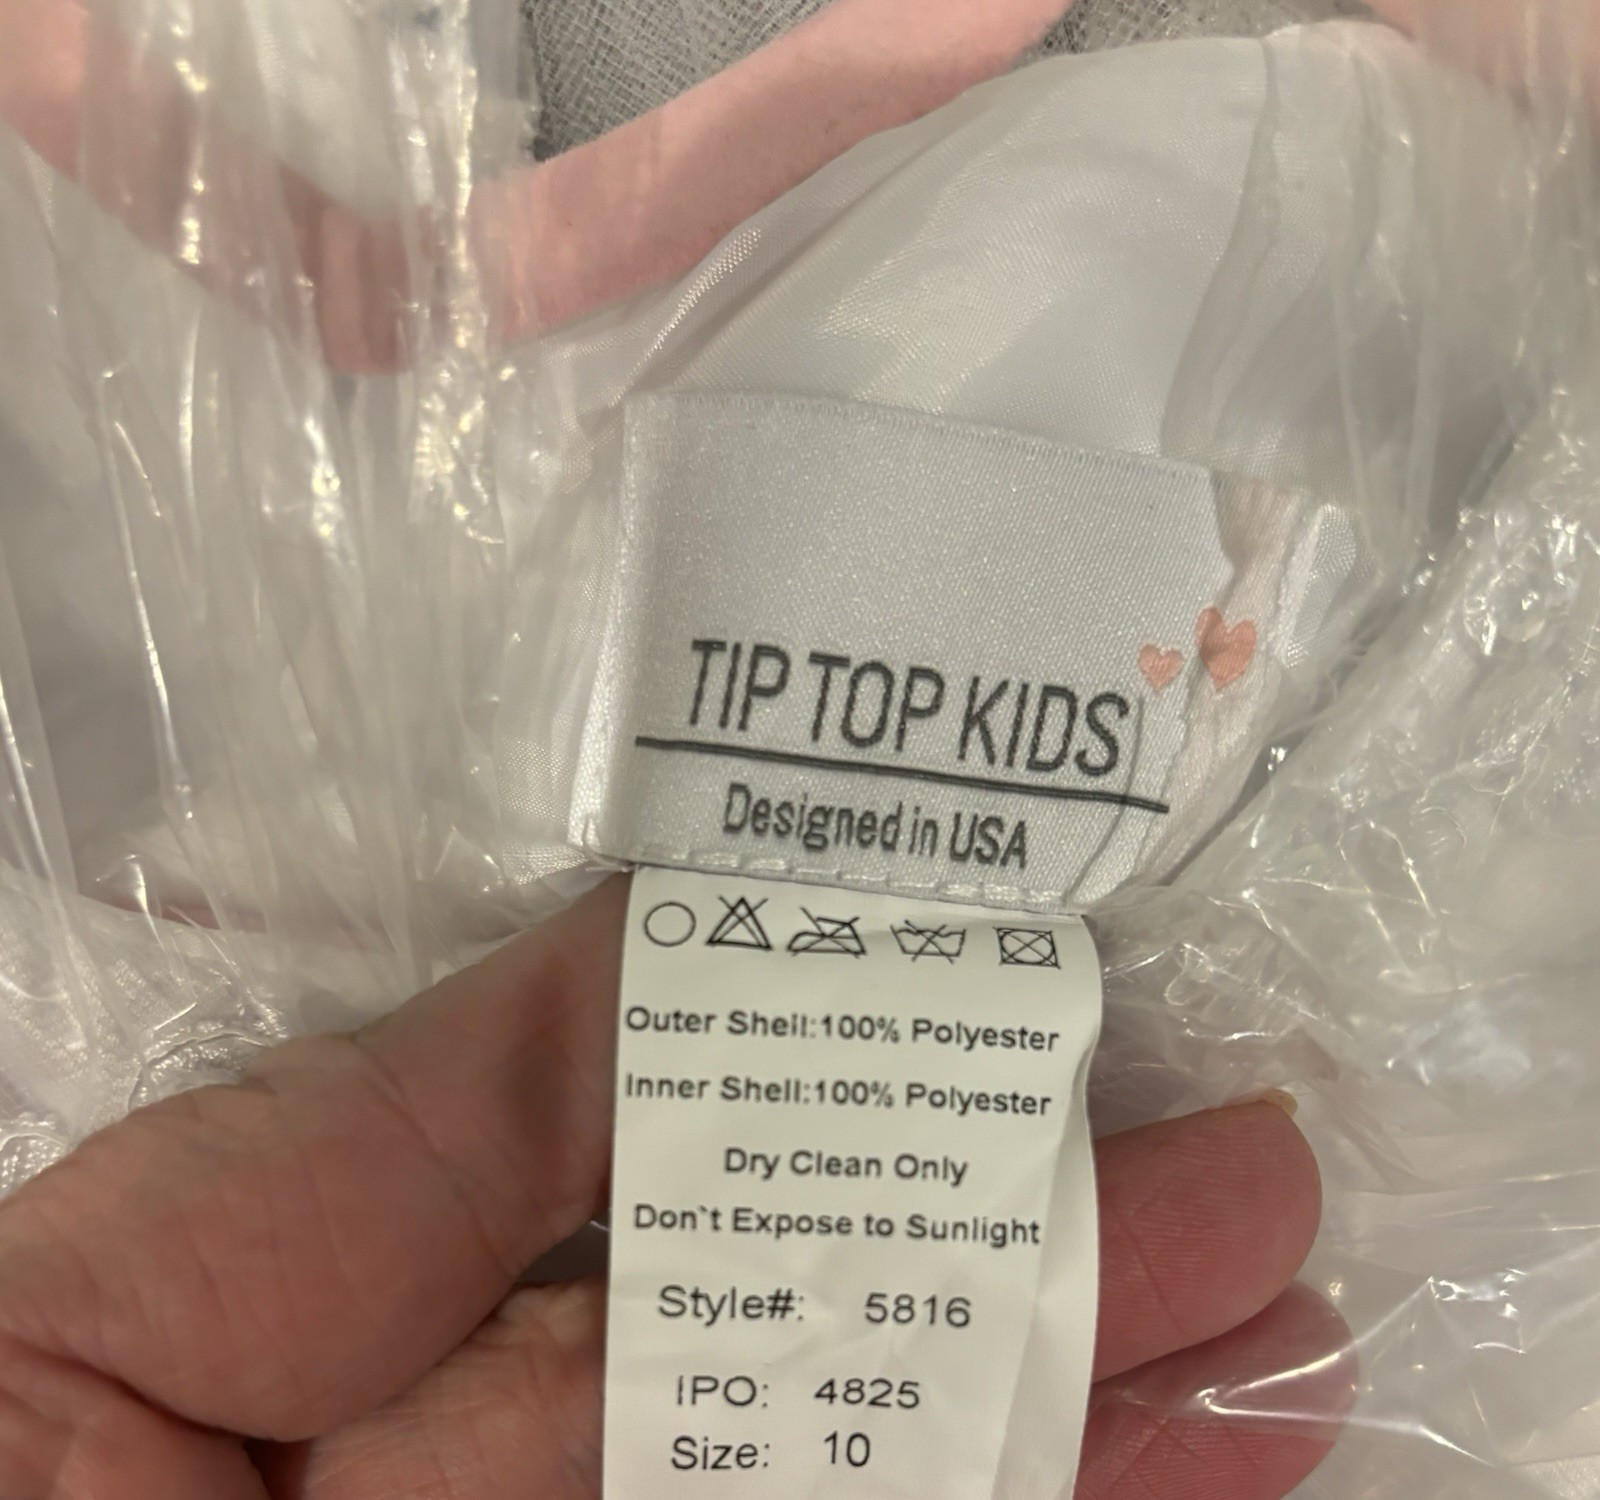 TIP TOP KIDS
Designed in USA
Outer Shell:100% Polyester
Inner Shell:100% Polyester
Dry Clean Only
Don`t Expose to Sunlight
Style#: 5816
IPO: 4825
Size: 10